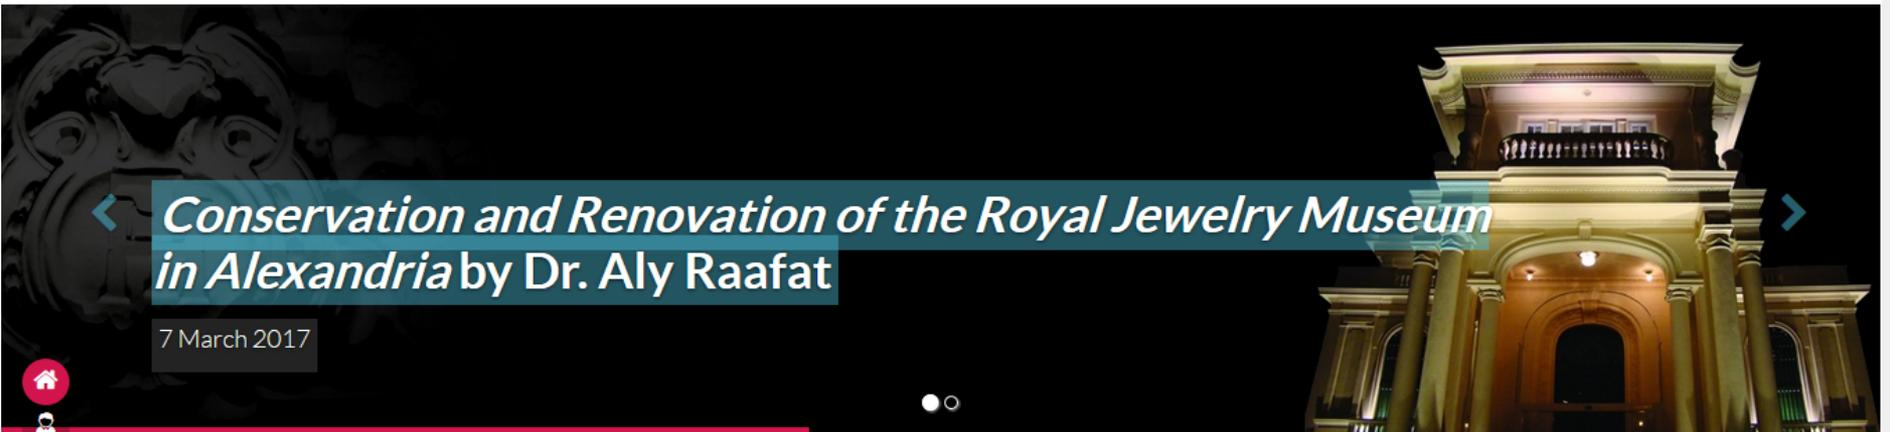 Conservation and Renovation of the Royal Jewelry Museum
in Alexandria by Dr. Aly Raafat
7 March 2017